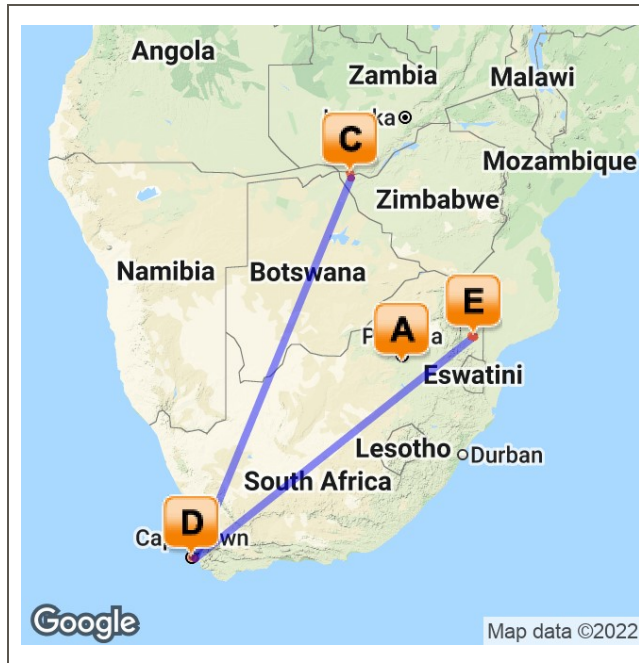 Angola
Zambia
Malawi
C
Mozambique
Zimbabwe
Namibia
Botswana
E
A
Eswatini
Lesotho
Durban
South Africa
D
Google
Map data ©2022